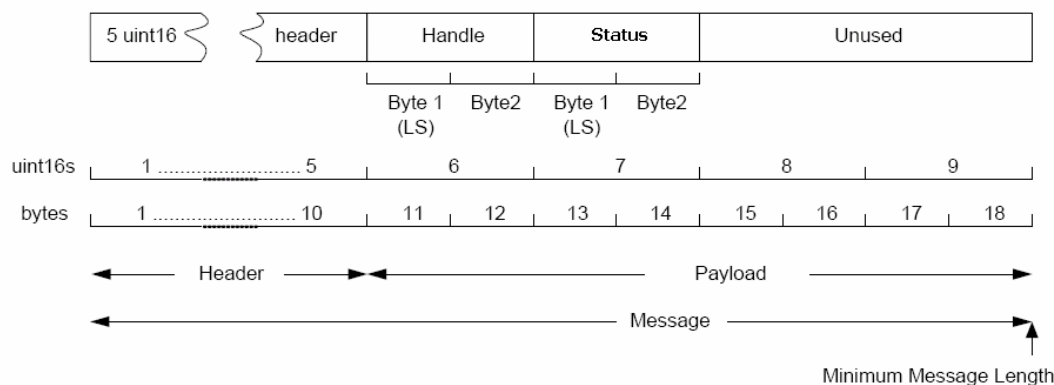 5 uint16 header Handle Status Unused
Byte 1 Byte2 Byte 1 Byte2
(LS) (LS)
uint16s 1 ............................ 5 6 7 8 9
bytes 1 ............................ 10 11 12 13 14 15 16 17 18
Header Payload
Message
Minimum Message Length